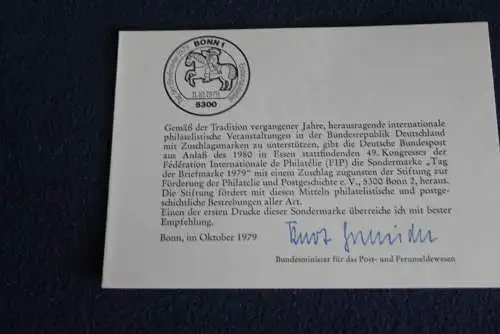 BONN 1
11.10.1979
5300
Gemäß der Tradition vergangener Jahre, herausragende internationale
philatelistische Veranstaltungen in der Bundesrepublik Deutschland
mit Zuschlagsmarken zu unterstützen, gibt die Deutsche Bundespost
aus Anlaß des 1980 in Essen stattfindenden 49. Kongresses der
Fédération Internationale de Philatélie (FIP) die Sondermarke „Tag
der Briefmarke 1979“ mit einem Zuschlag zugunsten der Stiftung zur
Förderung der Philatelie und Postgeschichte e. V., 5300 Bonn 2, heraus.
Die Stiftung fördert mit diesen Mitteln philatelistische und postge-
schichtliche Bestrebungen aller Art.
Einen der ersten Drucke dieser Sondermarke überreiche ich mit bester
Empfehlung.
Bonn, im Oktober 1979
Bundesminister für das Post- und Fernmeldewesen